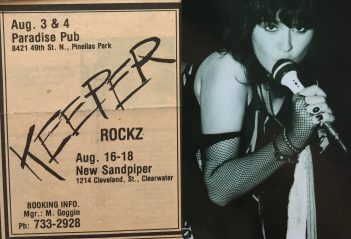 Aug. 3 & 4
Paradise Pub
8421 49th St. N., Pinellas Park
KEEPER
ROCKZ
Aug. 16-18
New Sandpiper
1214 Cleveland, St., Clearwater
BOOKING INFO.
Mgr.: M. Goggin
Ph: 733-2928